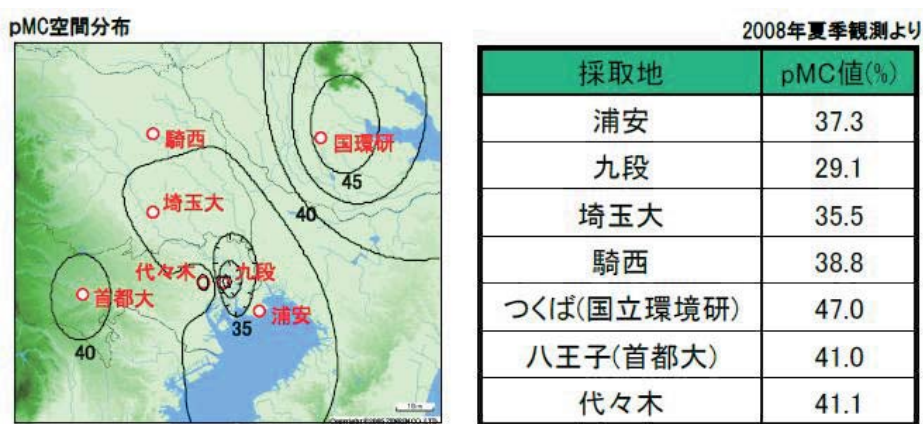 pMC空間分布
騎西
国環研
45
40
埼玉大
代々木
九段
首都大
浦安
35
40
2008年夏季観測より
採取地 pMC値(%)
浦安 37.3
九段 29.1
埼玉大 35.5
騎西 38.8
つくば(国立環境研) 47.0
八王子(首都大) 41.0
代々木 41.1